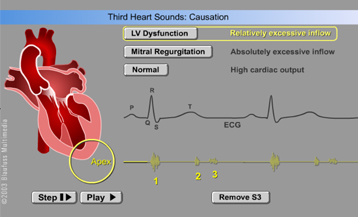 Third Heart Sounds: Causation
LV Dysfunction Relatively excessive inflow
Mitral Regurgitation Absolutely excessive inflow
Normal High cardiac output
R
P T
Q S
ECG
Apex
1 2 3
Step Play Remove S3
©2003 Blaufuss Multimedia